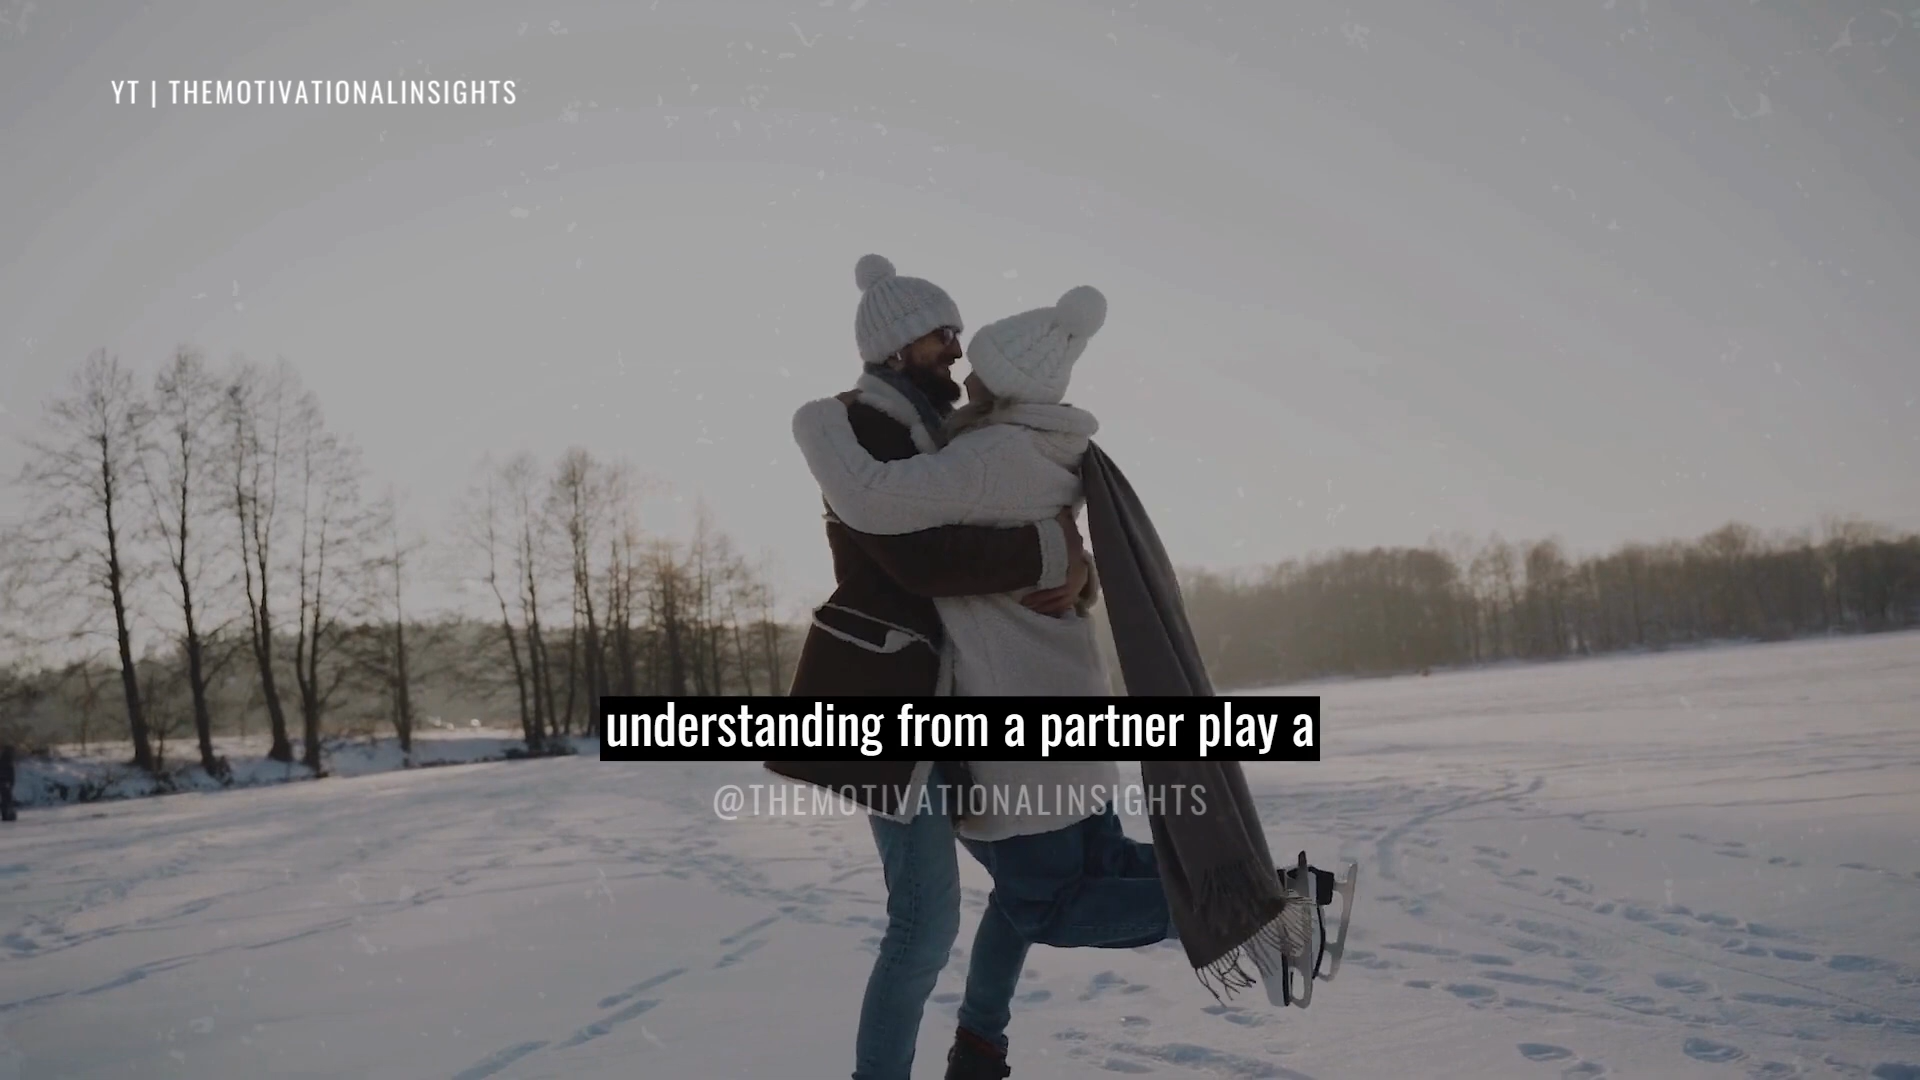 YT | THEMOTIVATIONALINSIGHTS
understanding from a partner play a
@THEMOTIVATIONALINSIGHTS